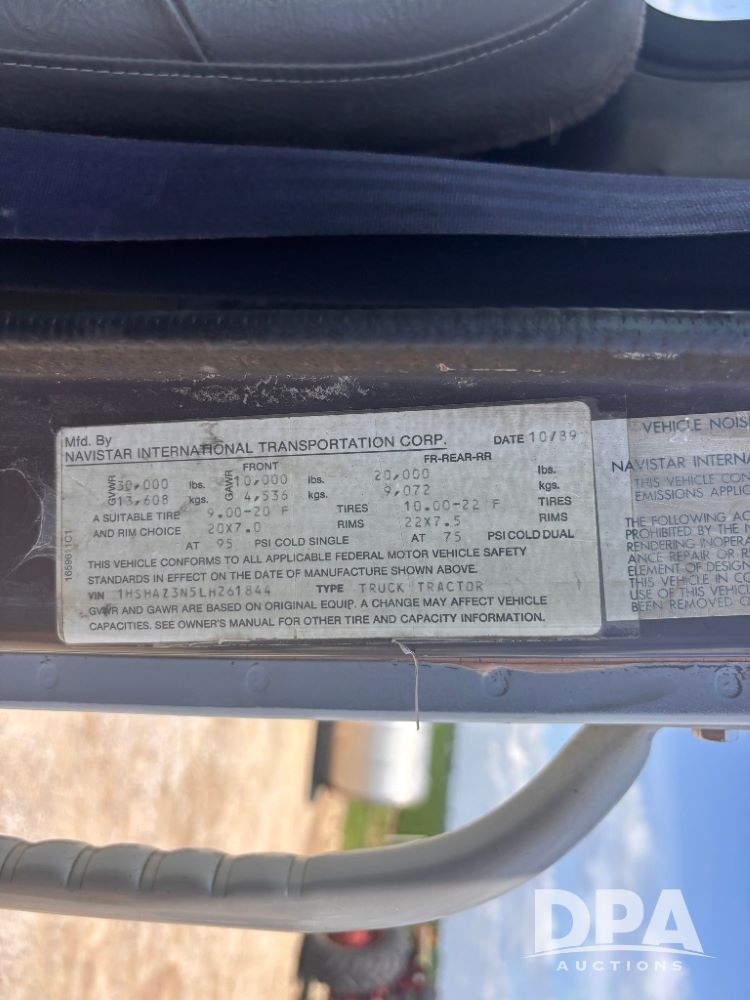 Mfd. By
NAVISTAR INTERNATIONAL TRANSPORTATION CORP. DATE 10/89
FRONT FR-REAR-RR
GVWR 30,000 lbs. GAWR 10,000 lbs. 20,000 lbs.
13,608 kgs. 4,536 kgs. 9,072 kgs.
A SUITABLE TIRE 9.00-20 F TIRES 10.00-22 F TIRES
AND RIM CHOICE 20X7.0 RIMS 22X7.5 RIMS
AT 95 PSI COLD SINGLE AT 75 PSI COLD DUAL
THIS VEHICLE CONFORMS TO ALL APPLICABLE FEDERAL MOTOR VEHICLE SAFETY
STANDARDS IN EFFECT ON THE DATE OF MANUFACTURE SHOWN ABOVE.
VIN 1HSHAZ3N5LH261844 TYPE TRUCK TRACTOR
GVWR AND GAWR ARE BASED ON ORIGINAL EQUIP. A CHANGE MAY AFFECT VEHICLE
CAPACITIES. SEE OWNER'S MANUAL FOR OTHER TIRE AND CAPACITY INFORMATION.
1659611C1
VEHICLE NOIS
NAVISTAR INTERNA
THIS VEHICLE CON
EMISSIONS APPLIC
THE FOLLOWING AC
PROHIBITED BY THE
RENDERING INOPERA
ANCE REPAIR OR R
ELEMENT OF DESIGN
THIS VEHICLE IN CO
USE OF THIS VEHICL
BEEN REMOVED O
DPA
AUCTIONS